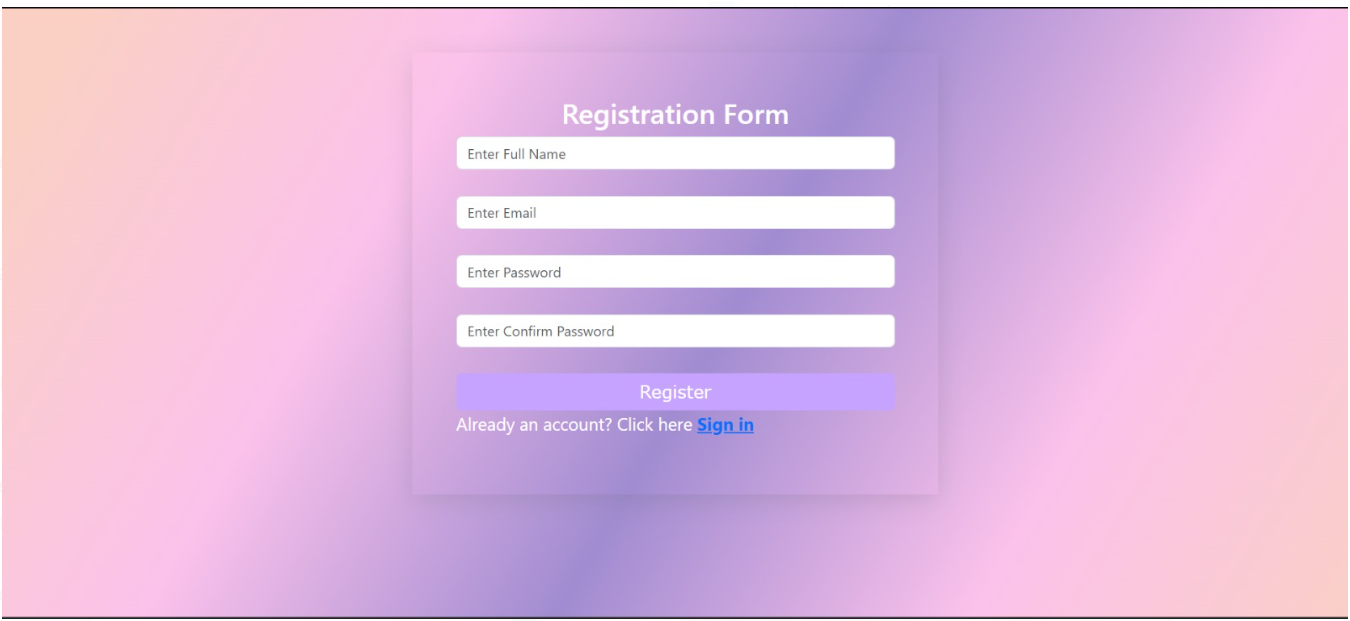 Registration Form
Enter Full Name
Enter Email
Enter Password
Enter Confirm Password
Register
Already an account? Click here Sign in